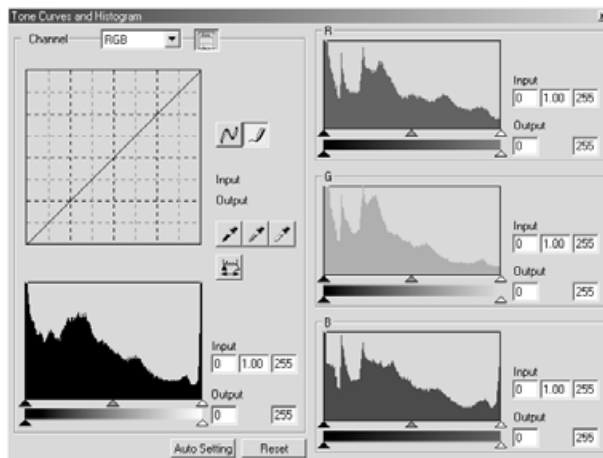 Tone Curves and Histogram
Channel RGB
Input
Output
Input
0 1.00 255
Output
0 255
Auto Setting Reset
R
Input
0 1.00 255
Output
0 255
G
Input
0 1.00 255
Output
0 255
B
Input
0 1.00 255
Output
0 255